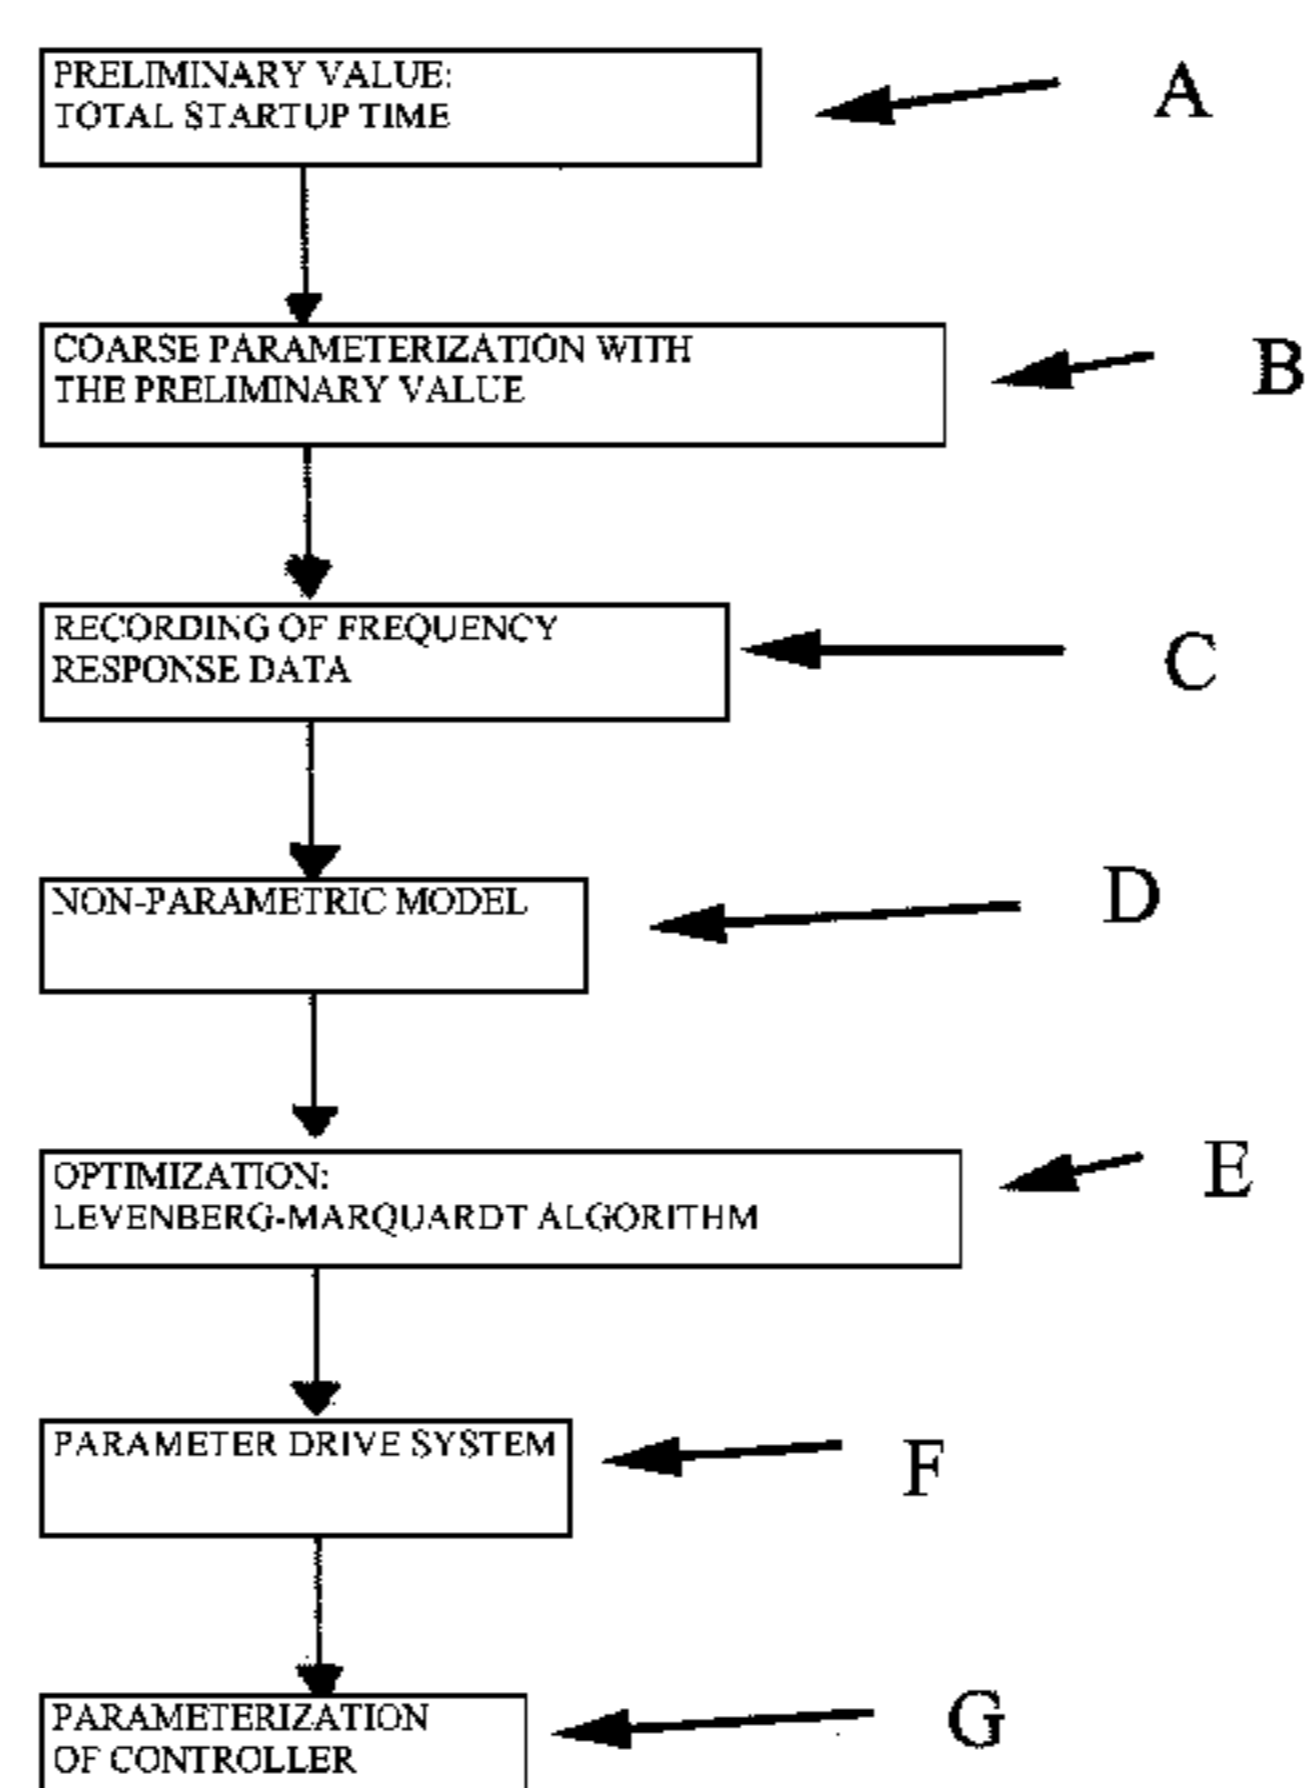 PRELIMINARY VALUE:
TOTAL STARTUP TIME
A
COARSE PARAMETERIZATION WITH
THE PRELIMINARY VALUE
B
RECORDING OF FREQUENCY
RESPONSE DATA
C
NON-PARAMETRIC MODEL
D
OPTIMIZATION:
LEVENBERG-MARQUARDT ALGORITHM
E
PARAMETER DRIVE SYSTEM
F
PARAMETERIZATION
OF CONTROLLER
G